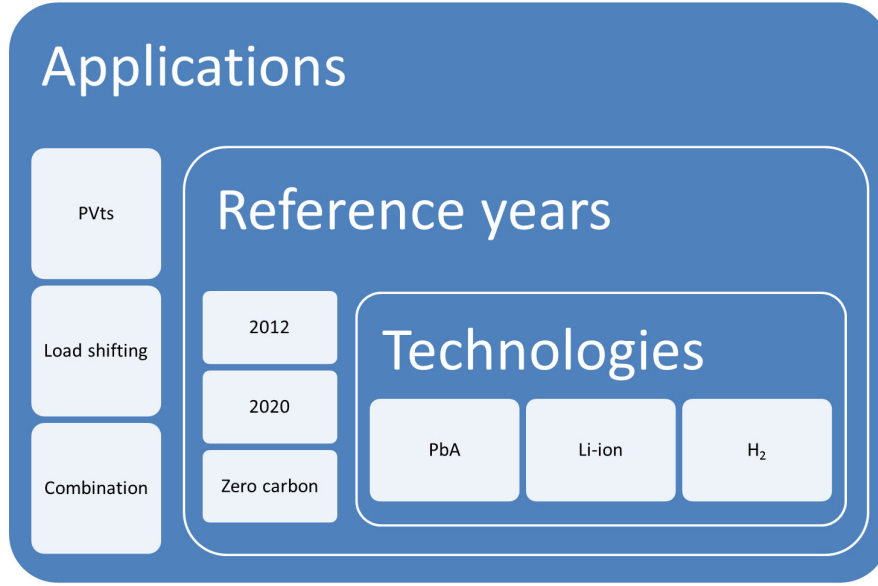 Applications
PVts
Load shifting
Combination
Reference years
2012
2020
Zero carbon
Technologies
PbA
Li-ion
H₂